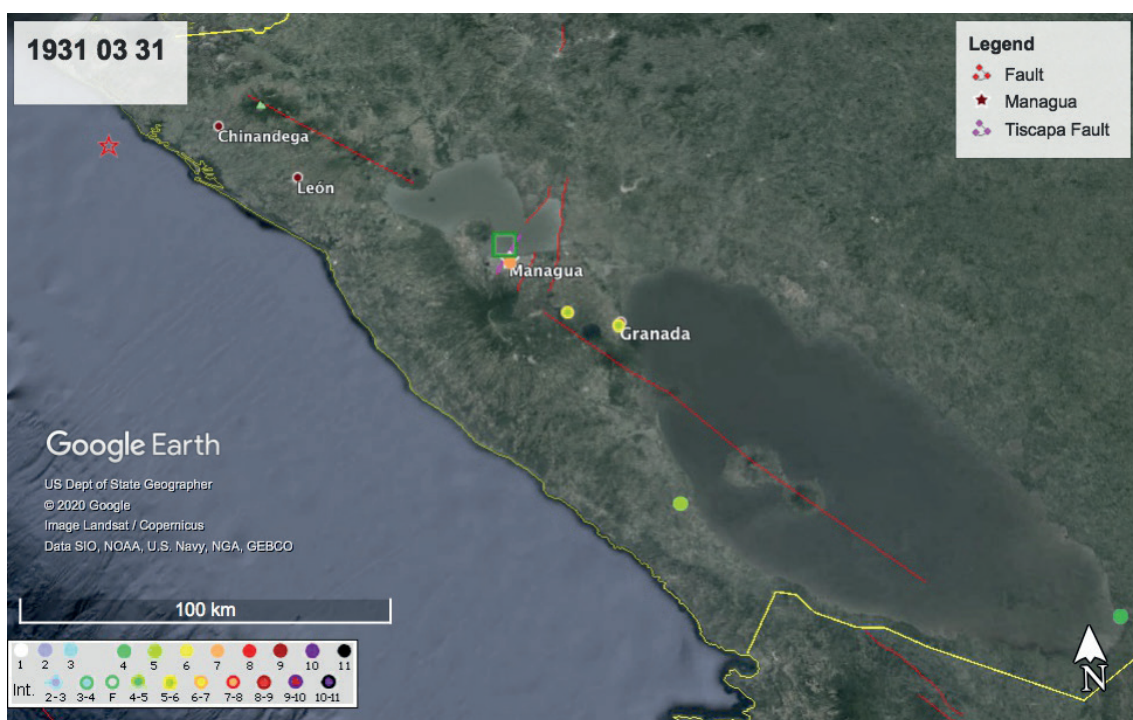 1931 03 31
Legend
Fault
Managua
Tiscapa Fault
Chinandega
León
Managua
Granada
Google Earth
US Dept of State Geographer
© 2020 Google
Image Landsat / Copernicus
Data SIO, NOAA, U.S. Navy, NGA, GEBCO
100 km
1 2 3 4 5 6 7 8 9 10 11
Int. 2-3 3-4 F 4-5 5-6 6-7 7-8 8-9 9-10 10-11
N